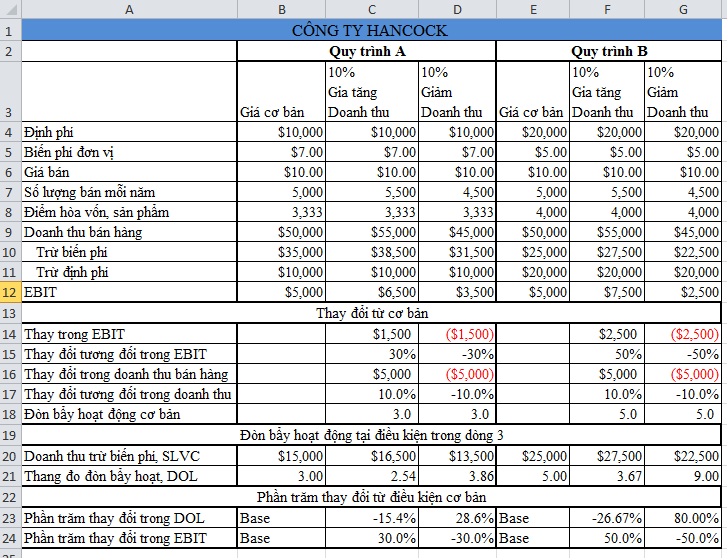 A B C D E F G
1 CÔNG TY HANCOCK
2 Quy trình A Quy trình B
3 Giá cơ bản 10% Gia tăng Doanh thu 10% Giảm Doanh thu Giá cơ bản 10% Gia tăng Doanh thu 10% Giảm Doanh thu
4 Định phí $10,000 $10,000 $10,000 $20,000 $20,000 $20,000
5 Biến phí đơn vị $7.00 $7.00 $7.00 $5.00 $5.00 $5.00
6 Giá bán $10.00 $10.00 $10.00 $10.00 $10.00 $10.00
7 Số lượng bán mỗi năm 5,000 5,500 4,500 5,000 5,500 4,500
8 Điểm hòa vốn, sản phẩm 3,333 3,333 3,333 4,000 4,000 4,000
9 Doanh thu bán hàng $50,000 $55,000 $45,000 $50,000 $55,000 $45,000
10 Trừ biến phí $35,000 $38,500 $31,500 $25,000 $27,500 $22,500
11 Trừ định phí $10,000 $10,000 $10,000 $20,000 $20,000 $20,000
12 EBIT $5,000 $6,500 $3,500 $5,000 $7,500 $2,500
13 Thay đổi từ cơ bản
14 Thay trong EBIT $1,500 ($1,500) $2,500 ($2,500)
15 Thay đổi tương đối trong EBIT 30% -30% 50% -50%
16 Thay đổi trong doanh thu bán hàng $5,000 ($5,000) $5,000 ($5,000)
17 Thay đổi tương đối trong doanh thu 10.0% -10.0% 10.0% -10.0%
18 Đòn bẩy hoạt động cơ bản 3.0 3.0 5.0 5.0
19 Đòn bẩy hoạt động tại điều kiện trong dòng 3
20 Doanh thu trừ biến phí, SLVC $15,000 $16,500 $13,500 $25,000 $27,500 $22,500
21 Thang đo đòn bẩy hoạt, DOL 3.00 2.54 3.86 5.00 3.67 9.00
22 Phần trăm thay đổi từ điều kiện cơ bản
23 Phần trăm thay đổi trong DOL Base -15.4% 28.6% Base -26.67% 80.00%
24 Phần trăm thay đổi trong EBIT Base 30.0% -30.0% Base 50.0% -50.0%